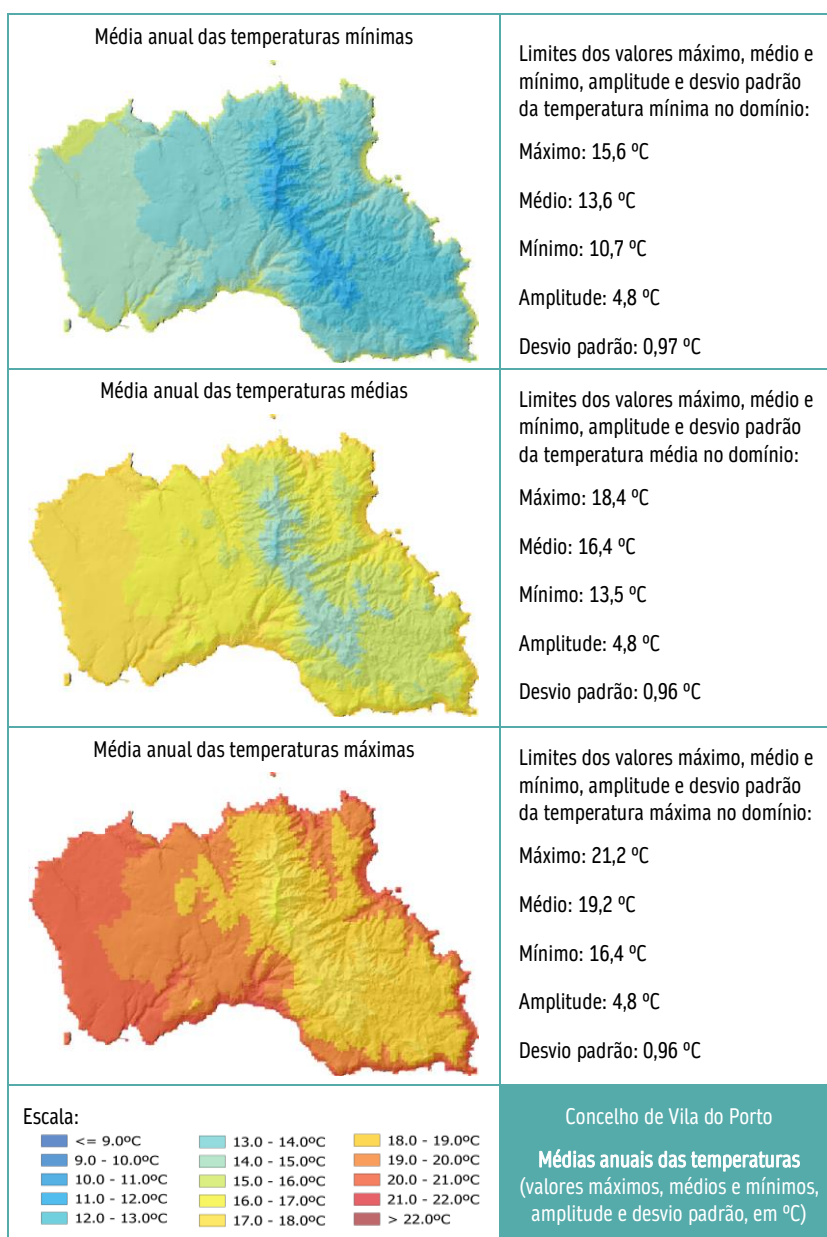 Média anual das temperaturas mínimas
Limites dos valores máximo, médio e
mínimo, amplitude e desvio padrão
da temperatura mínima no domínio:
Máximo: 15,6 ºC
Médio: 13,6 ºC
Mínimo: 10,7 ºC
Amplitude: 4,8 ºC
Desvio padrão: 0,97 ºC
Média anual das temperaturas médias
Limites dos valores máximo, médio e
mínimo, amplitude e desvio padrão
da temperatura média no domínio:
Máximo: 18,4 ºC
Médio: 16,4 ºC
Mínimo: 13,5 ºC
Amplitude: 4,8 ºC
Desvio padrão: 0,96 ºC
Média anual das temperaturas máximas
Limites dos valores máximo, médio e
mínimo, amplitude e desvio padrão
da temperatura máxima no domínio:
Máximo: 21,2 ºC
Médio: 19,2 ºC
Mínimo: 16,4 ºC
Amplitude: 4,8 ºC
Desvio padrão: 0,96 ºC
Escala:
<= 9.0ºC
9.0 - 10.0ºC
10.0 - 11.0ºC
11.0 - 12.0ºC
12.0 - 13.0ºC
13.0 - 14.0ºC
14.0 - 15.0ºC
15.0 - 16.0ºC
16.0 - 17.0ºC
17.0 - 18.0ºC
18.0 - 19.0ºC
19.0 - 20.0ºC
20.0 - 21.0ºC
21.0 - 22.0ºC
> 22.0ºC
Concelho de Vila do Porto
Médias anuais das temperaturas
(valores máximos, médios e mínimos,
amplitude e desvio padrão, em ºC)